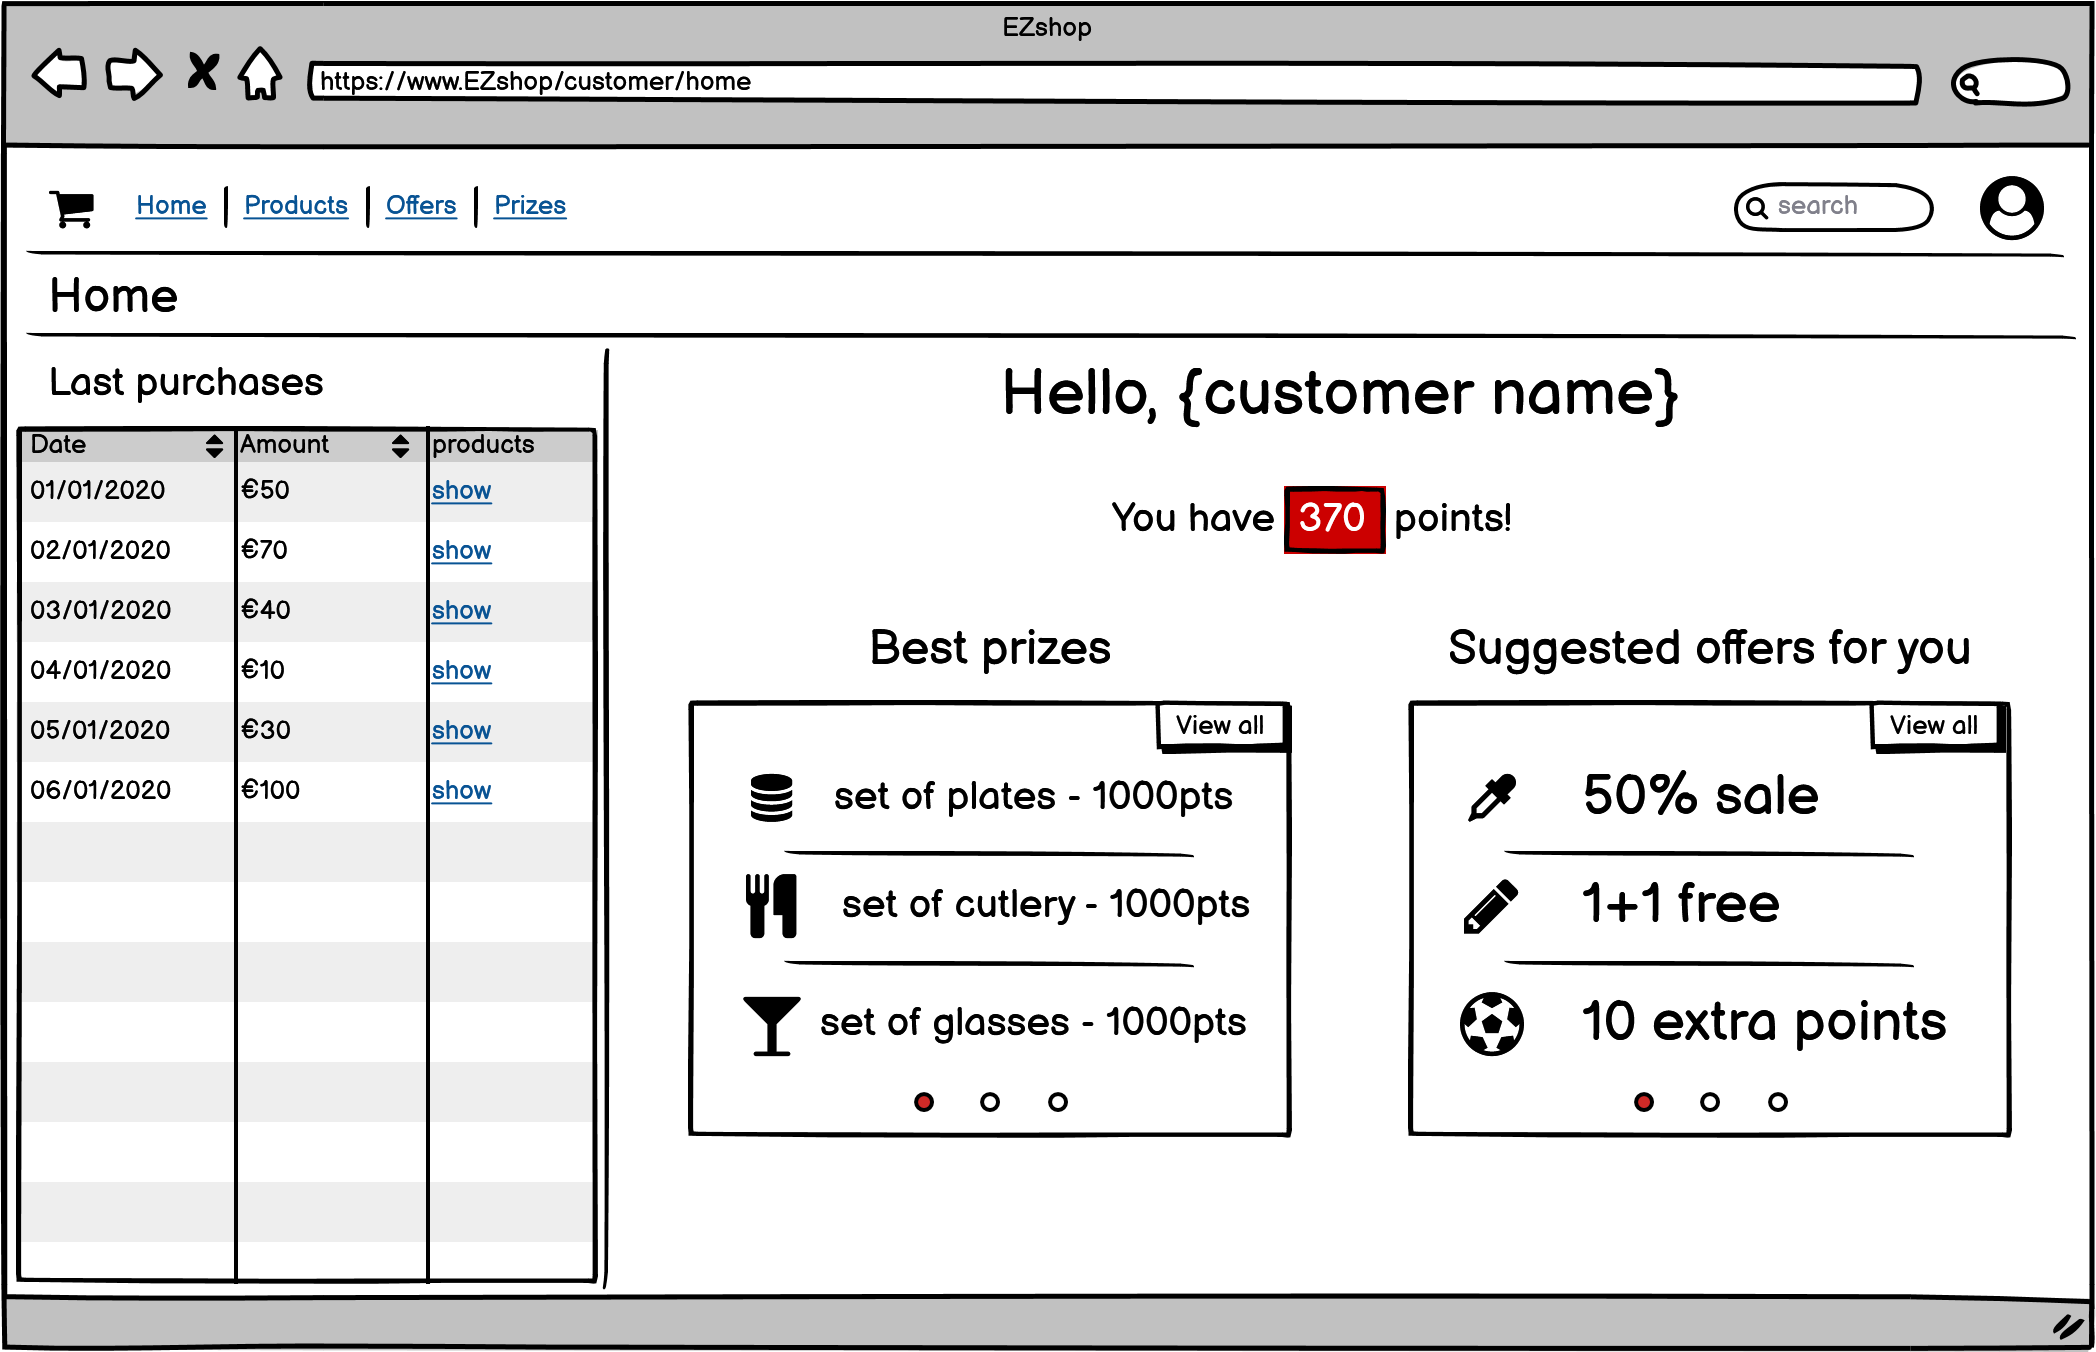 EZshop
https://www.EZshop/customer/home
Home Products Offers Prizes search
Home
Last purchases
Date Amount products
01/01/2020 €50 show
02/01/2020 €70 show
03/01/2020 €40 show
04/01/2020 €10 show
05/01/2020 €30 show
06/01/2020 €100 show
Hello, {customer name}
You have 370 points!
Best prizes
View all
set of plates - 1000pts
set of cutlery - 1000pts
set of glasses - 1000pts
Suggested offers for you
View all
50% sale
1+1 free
10 extra points